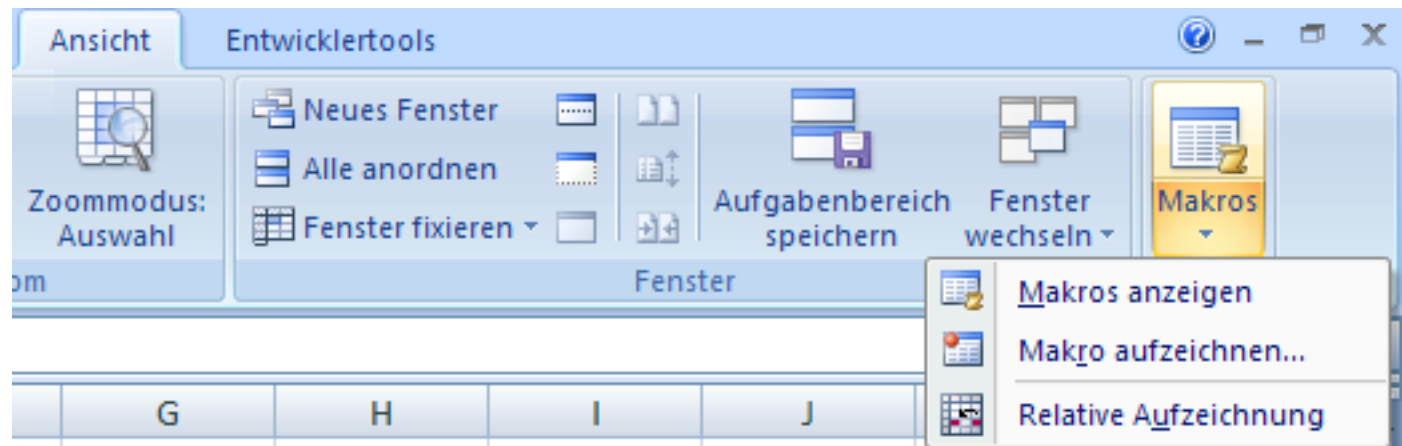 Ansicht Entwicklertools
Neues Fenster
Alle anordnen
Fenster fixieren
Zoommodus:
Auswahl
Aufgabenbereich
speichern
Fenster
wechseln
Makros
om
Fenster
Makros anzeigen
Makro aufzeichnen...
Relative Aufzeichnung
G H I J